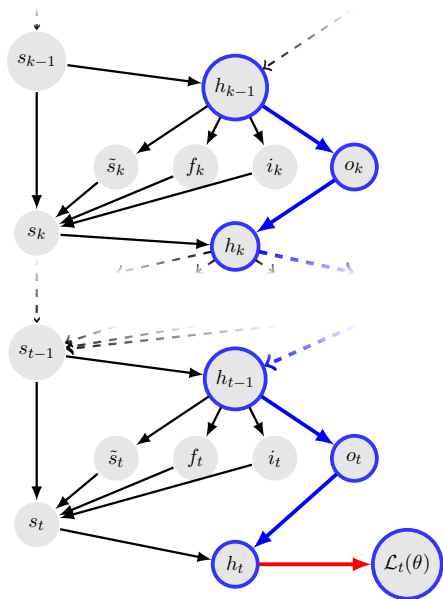 s_{k−1}
h_{k−1}
s̃_k f_k i_k o_k
s_k h_k
s_{t−1}
h_{t−1}
s̃_t f_t i_t o_t
s_t
h_t ℒ_t(θ)